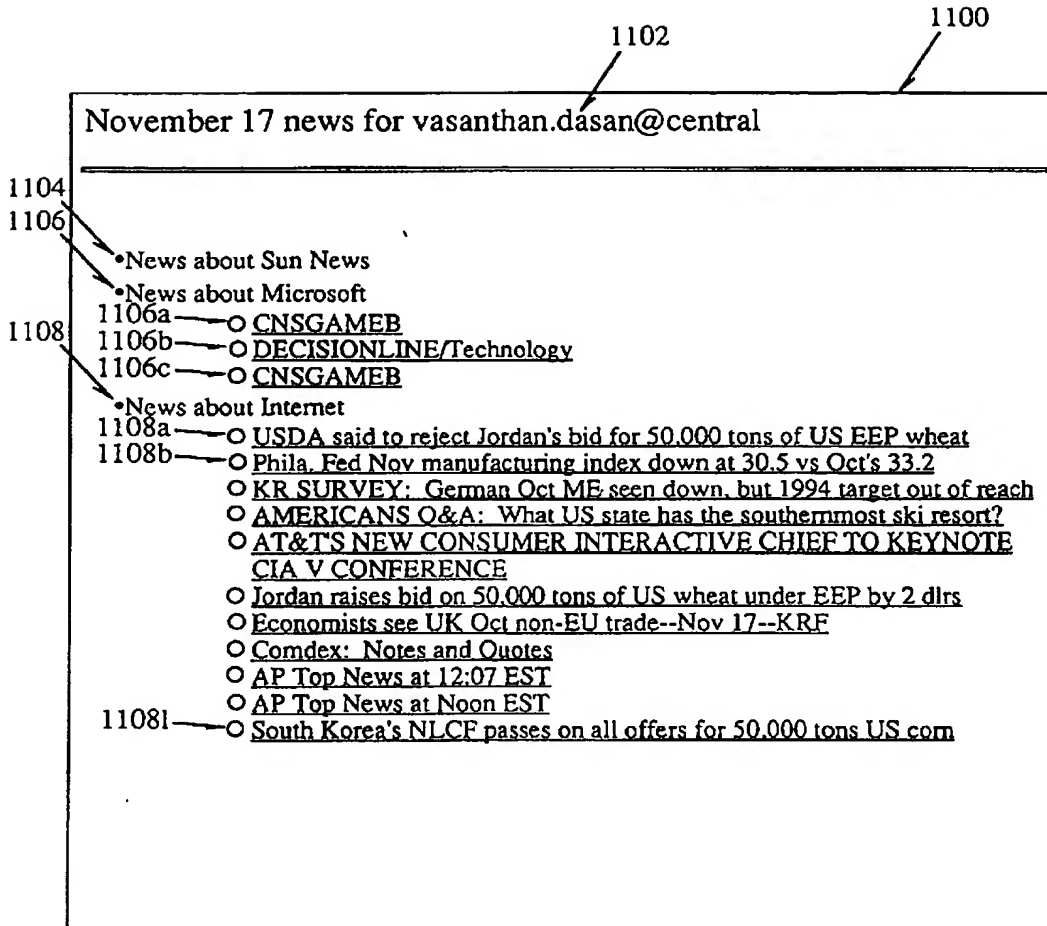 1100
1102
November 17 news for vasanthan.dasan@central
1104
1106
•News about Sun News
•News about Microsoft
1106a
○ CNSGAMEB
1106b
○ DECISIONLINE/Technology
1106c
○ CNSGAMEB
1108
•News about Internet
1108a
○ USDA said to reject Jordan's bid for 50,000 tons of US EEP wheat
1108b
○ Phila. Fed Nov manufacturing index down at 30.5 vs Oct's 33.2
○ KR SURVEY: German Oct ME seen down, but 1994 target out of reach
○ AMERICANS Q&A: What US state has the southernmost ski resort?
○ AT&T'S NEW CONSUMER INTERACTIVE CHIEF TO KEYNOTE
CIA V CONFERENCE
○ Jordan raises bid on 50,000 tons of US wheat under EEP by 2 dlrs
○ Economists see UK Oct non-EU trade--Nov 17--KRF
○ Comdex: Notes and Quotes
○ AP Top News at 12:07 EST
○ AP Top News at Noon EST
1108l
○ South Korea's NLCF passes on all offers for 50,000 tons US corn